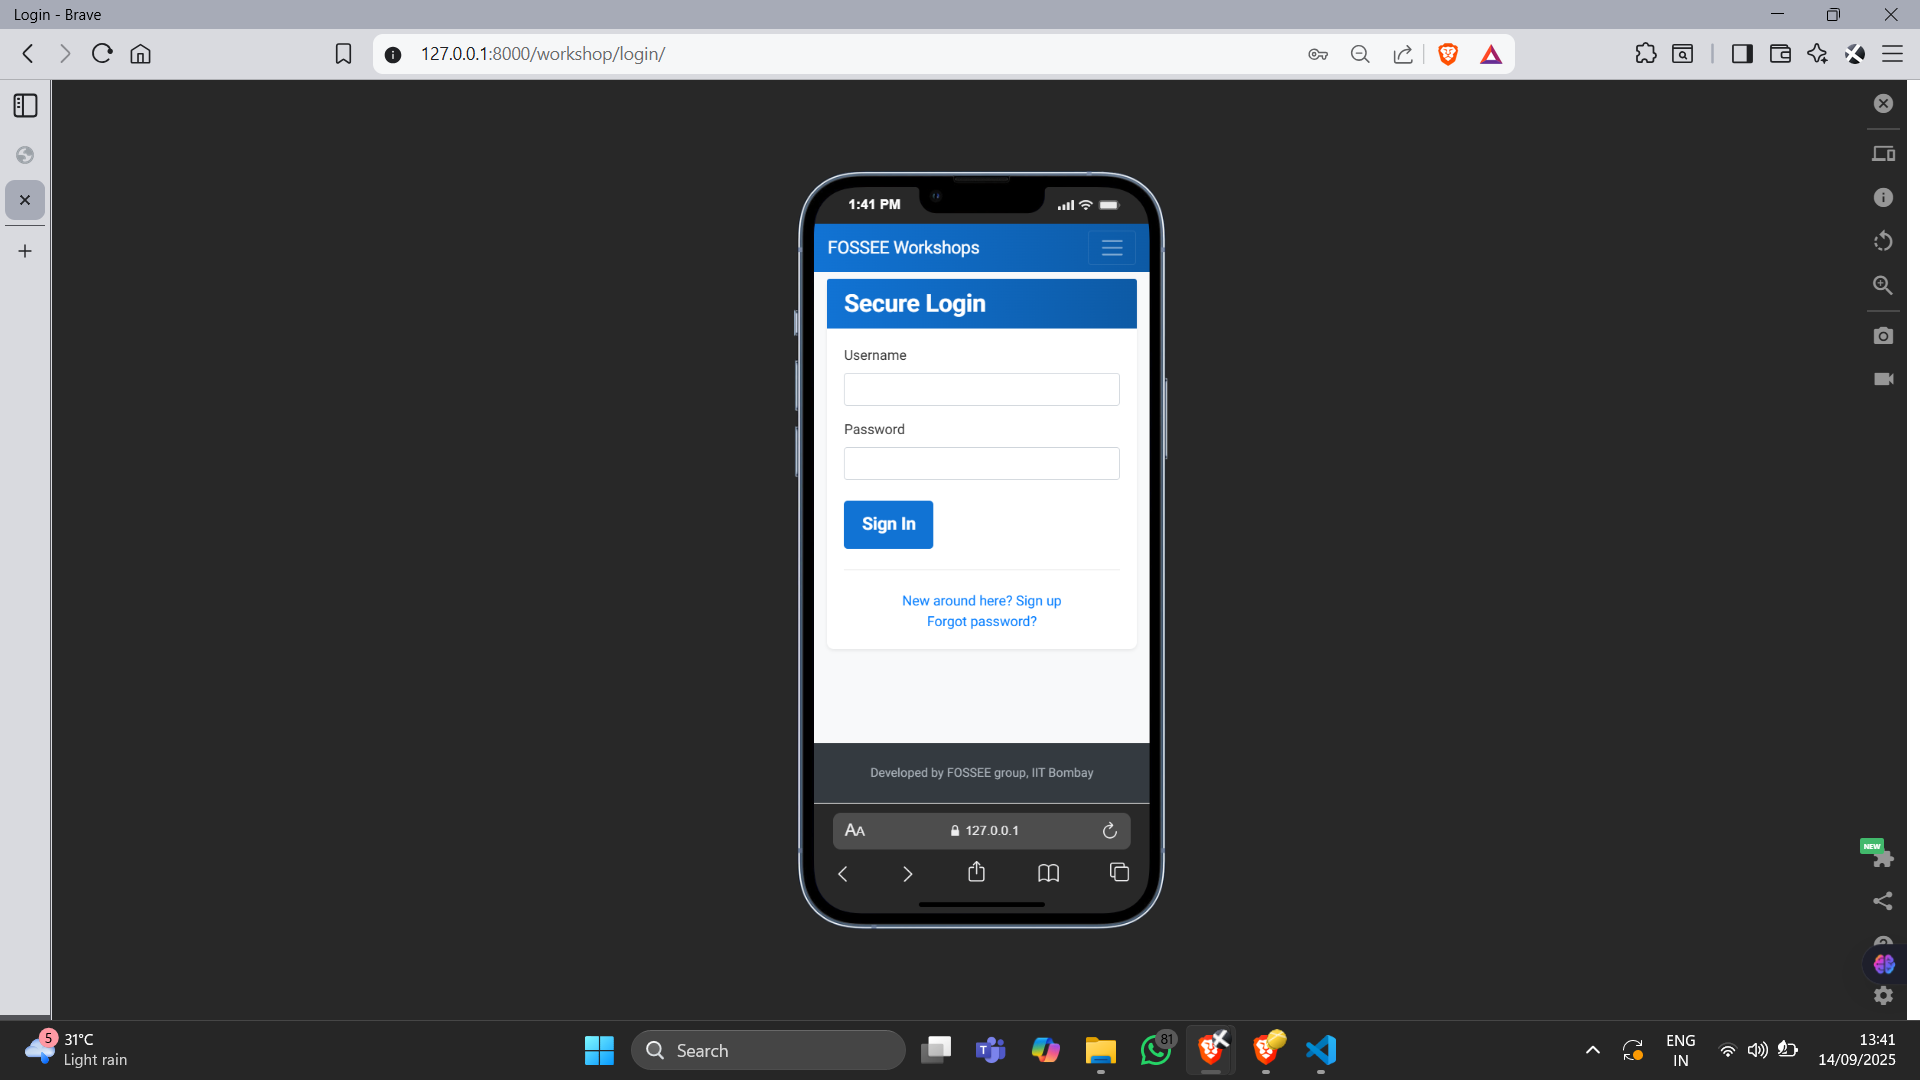 Login - Brave
127.0.0.1:8000/workshop/login/
1:41 PM
FOSSEE Workshops
Secure Login
Username
Password
Sign In
New around here? Sign up
Forgot password?
Developed by FOSSEE group, IIT Bombay
AA
127.0.0.1
NEW
5
31°C
Light rain
Search
81
ENG
IN
13:41
14/09/2025